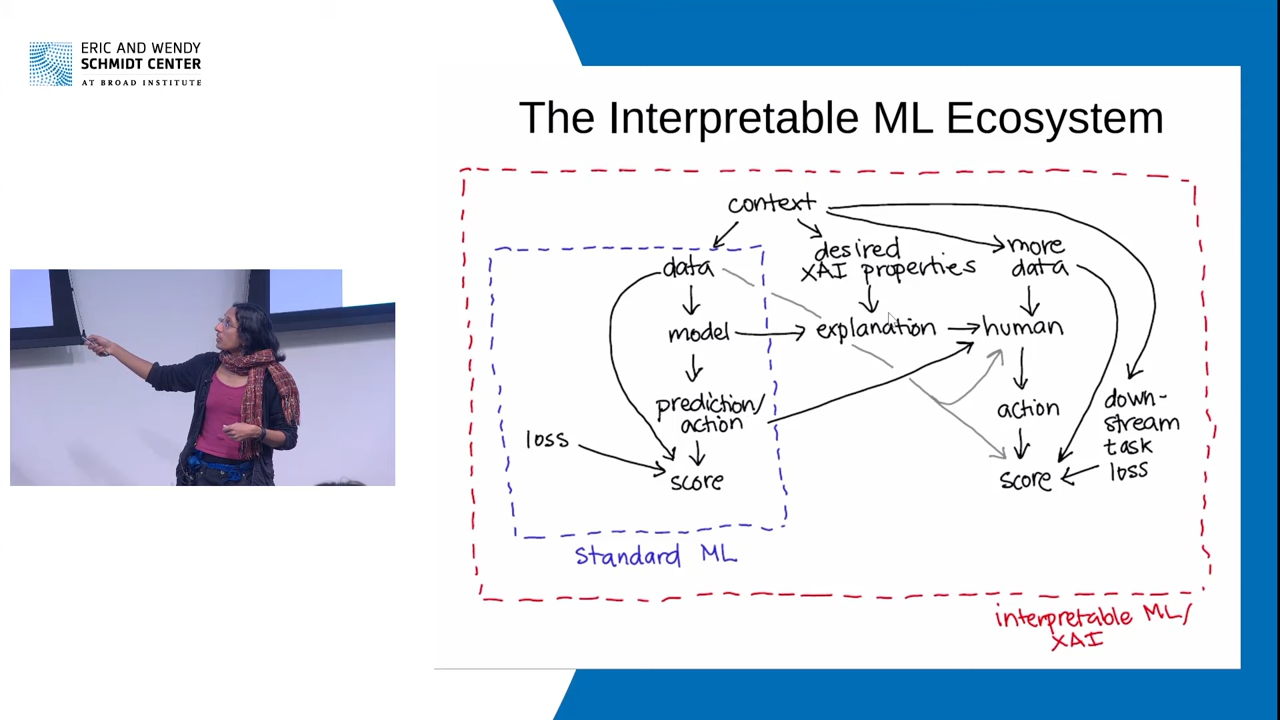 ERIC AND WENDY
SCHMIDT CENTER
AT BROAD INSTITUTE
The Interpretable ML Ecosystem
context
data
desired
XAI properties
more
data
model
explanation
human
prediction/
action
action
down-
stream
task
loss
loss
score
score
standard ML
interpretable ML/
XAI